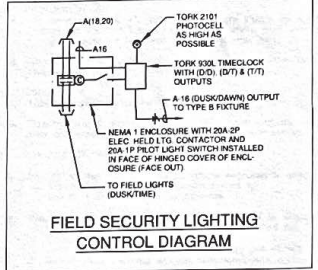 A(18,20)
TORK 2101
PHOTOCELL
AS HIGH AS
POSSIBLE
A16
TORK 930L TIMECLOCK
WITH (D/D). (D/T) & (T/T)
OUTPUTS
A-16 (DUSK/DAWN) OUTPUT
TO TYPE B FIXTURE
NEMA 1 ENCLOSURE WITH 20A-2P
ELEC HELD LTG. CONTACTOR AND
20A-1P PILOT LIGHT SWITCH INSTALLED
IN FACE OF HINGED COVER OF ENCL-
OSURE (FACE OUT).
TO FIELD LIGHTS
(DUSK/TIME)
FIELD SECURITY LIGHTING
CONTROL DIAGRAM